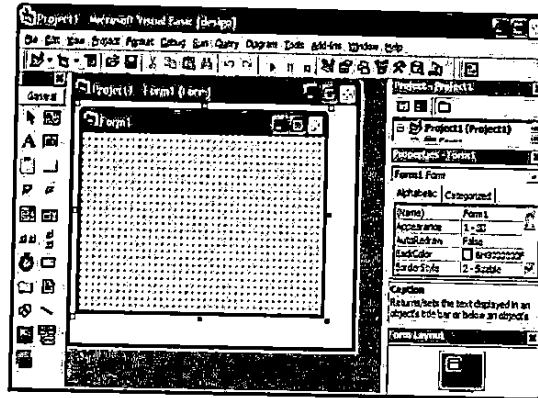 Project1 - Microsoft Visual Basic [design]
File Edit View Project Format Debug Run Query Diagram Tools Add-Ins Window Help
Project1 - Form1 (Form)
General
Form1
Project - Project1
Project1 (Project1)
Properties - Form1
Form1 Form
Alphabetic Categorized
(Name) Form1
Appearance 1 - 3D
AutoRedraw False
BackColor
BorderStyle 2 - Sizable
Caption
Returns/sets the text displayed in an
object's title bar or below an object's
Form Layout